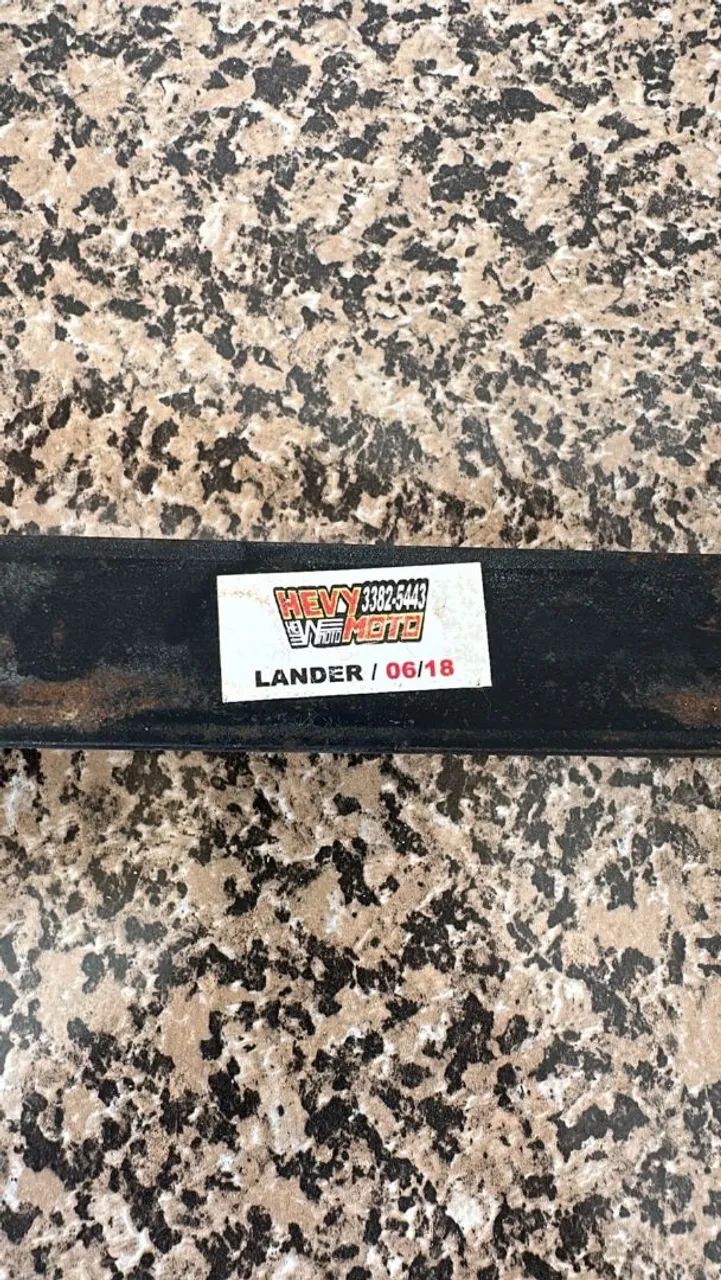 HEVY 3382-5443
MOTO
LANDER / 06/18